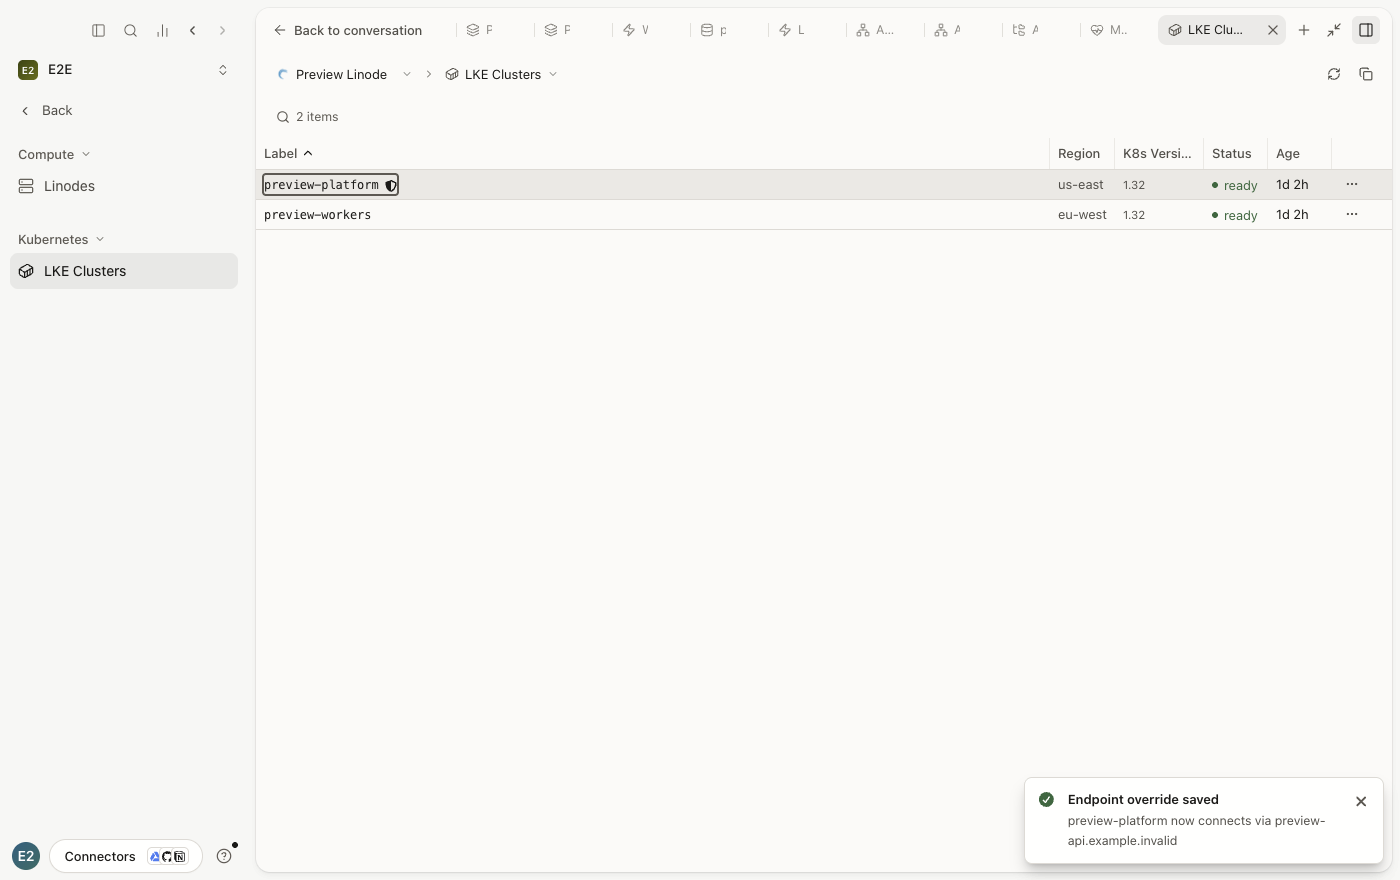 Back to conversation
P
P
V
p
L
A...
A
A
M..
LKE Clu...
E2
E2E
Preview Linode
LKE Clusters
Back
2 items
Compute
Label
Region
K8s Versi...
Status
Age
Linodes
preview-platform
us-east
1.32
ready
1d 2h
preview-workers
eu-west
1.32
ready
1d 2h
Kubernetes
LKE Clusters
Endpoint override saved
preview-platform now connects via preview-
api.example.invalid
E2
Connectors